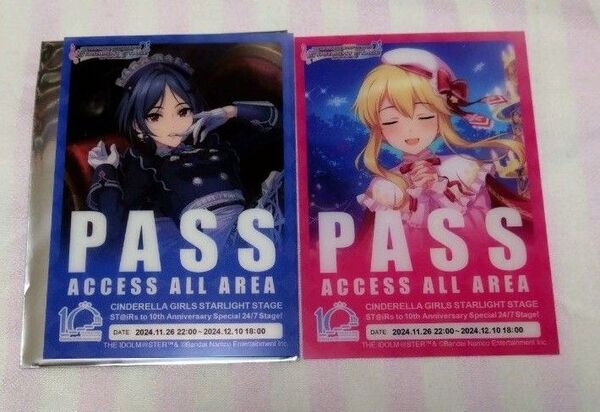 PASS
ACCESS ALL AREA
CINDERELLA GIRLS STARLIGHT STAGE
ST@iRs to 10th Anniversary Special 24/7 Stage!
DATE: 2024.11.26 22:00~2024.12.10 18:00
THE IDOLM@STER™& ©Bandai Namco Entertainment Inc.
PASS
ACCESS ALL AREA
CINDERELLA GIRLS STARLIGHT STAGE
ST@iRs to 10th Anniversary Special 24/7 Stage!
DATE: 2024.11.26 22:00~2024.12.10 18:00
THE IDOLM@STER™& ©Bandai Namco Entertainment Inc.